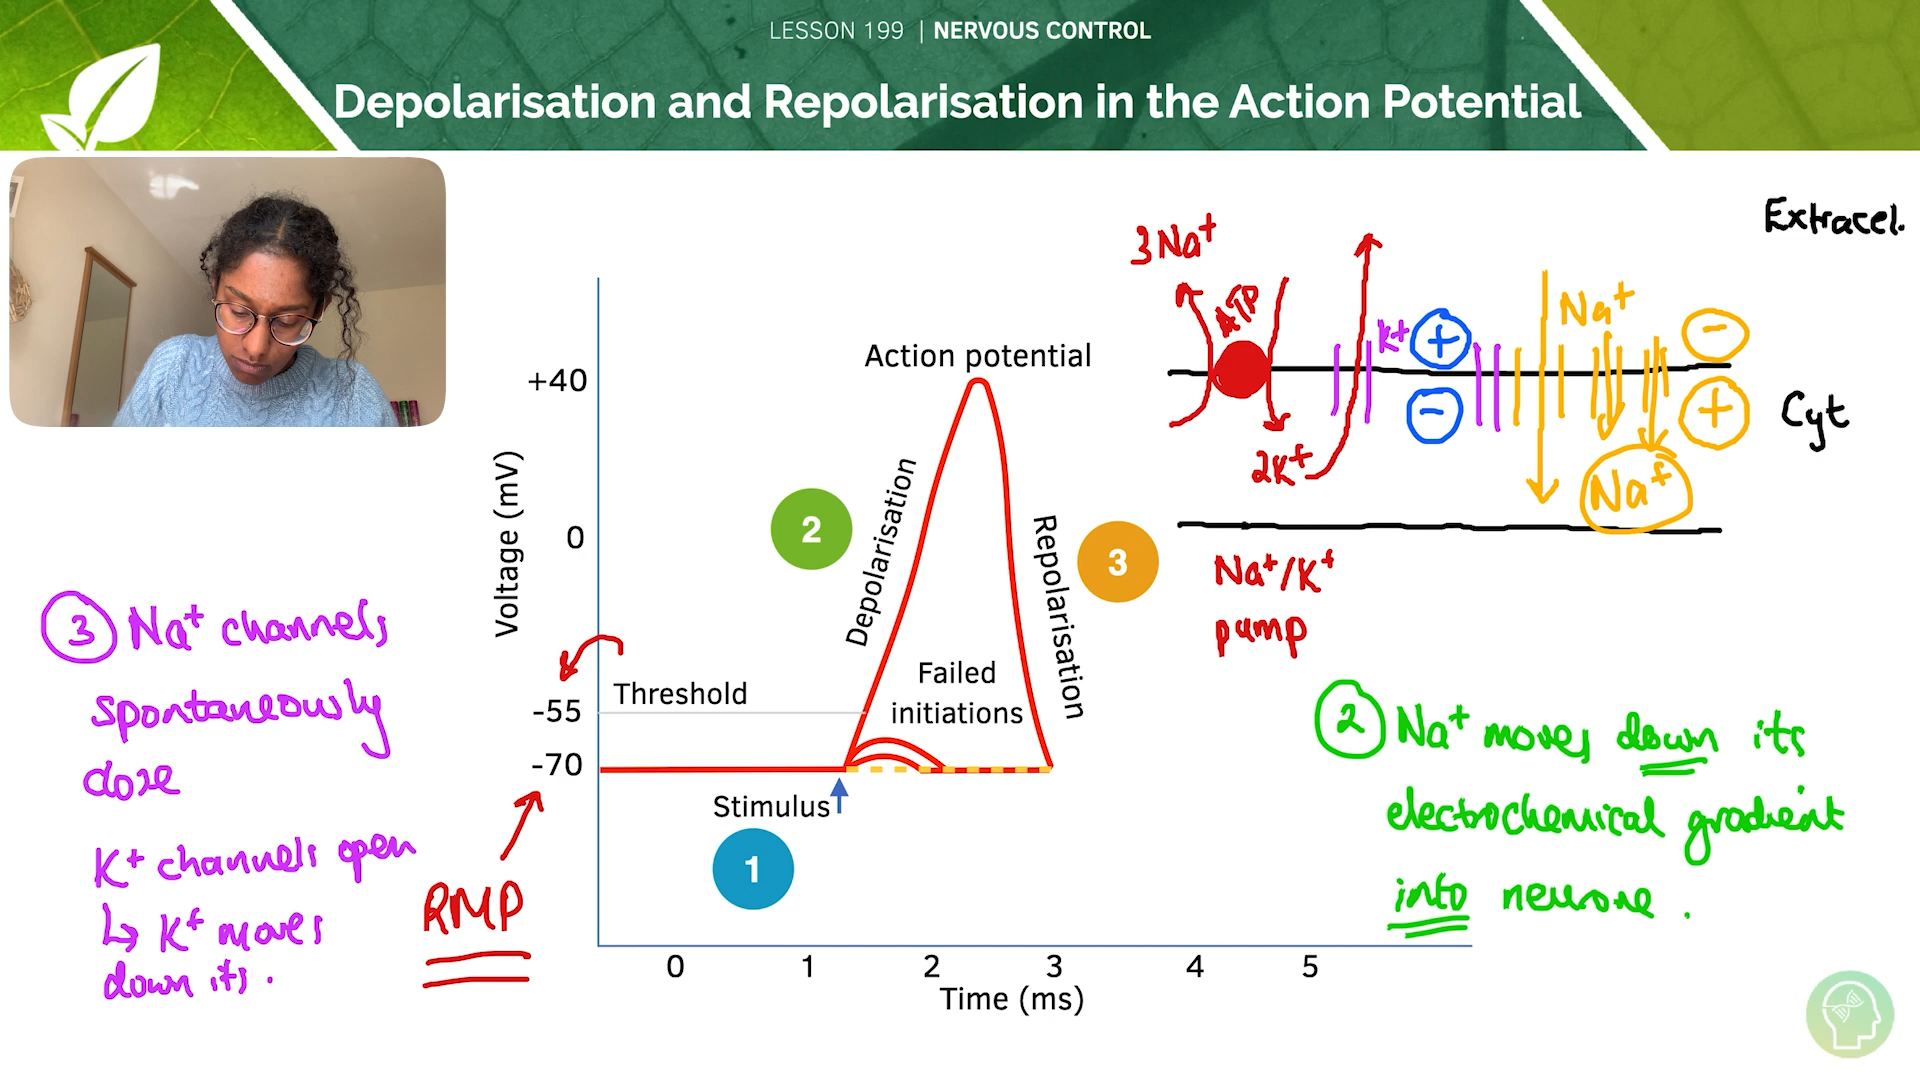 LESSON 199 | NERVOUS CONTROL
Depolarisation and Repolarisation in the Action Potential
Extracel.
3Na+
ATP
K+
+
Na+
-
-
+
Cyt
2K+
Na+
Na+/K+
pump
Action potential
+40
0
-55
-70
Voltage (mV)
Depolarisation
Repolarisation
2
3
Threshold
Failed
initiations
Stimulus
1
RMP
0 1 2 3 4 5
Time (ms)
3 Na+ channels
spontaneously
close
K+ channels open
↳ K+ moves
down its.
2 Na+ moves down its
electrochemical gradient
into neurone.